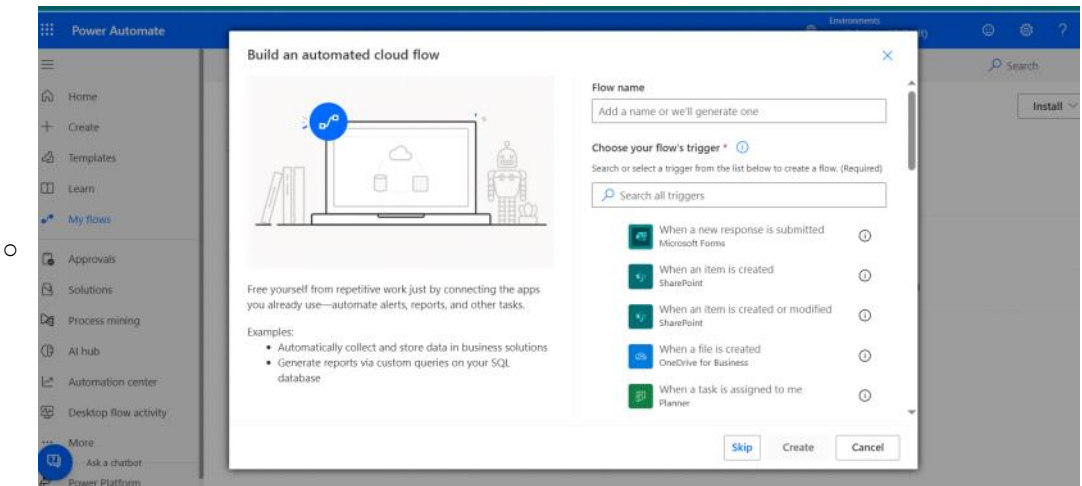 Power Automate
Environments
Search
Home
Create
Templates
Learn
My flows
Approvals
Solutions
Process mining
AI hub
Automation center
Desktop flow activity
More
Ask a chatbot
Power Platform
Install
Build an automated cloud flow
Free yourself from repetitive work just by connecting the apps
you already use—automate alerts, reports, and other tasks.
Examples:
• Automatically collect and store data in business solutions
• Generate reports via custom queries on your SQL
database
Flow name
Add a name or we'll generate one
Choose your flow's trigger *
Search or select a trigger from the list below to create a flow. (Required)
Search all triggers
When a new response is submitted
Microsoft Forms
When an item is created
SharePoint
When an item is created or modified
SharePoint
When a file is created
OneDrive for Business
When a task is assigned to me
Planner
Skip
Create
Cancel